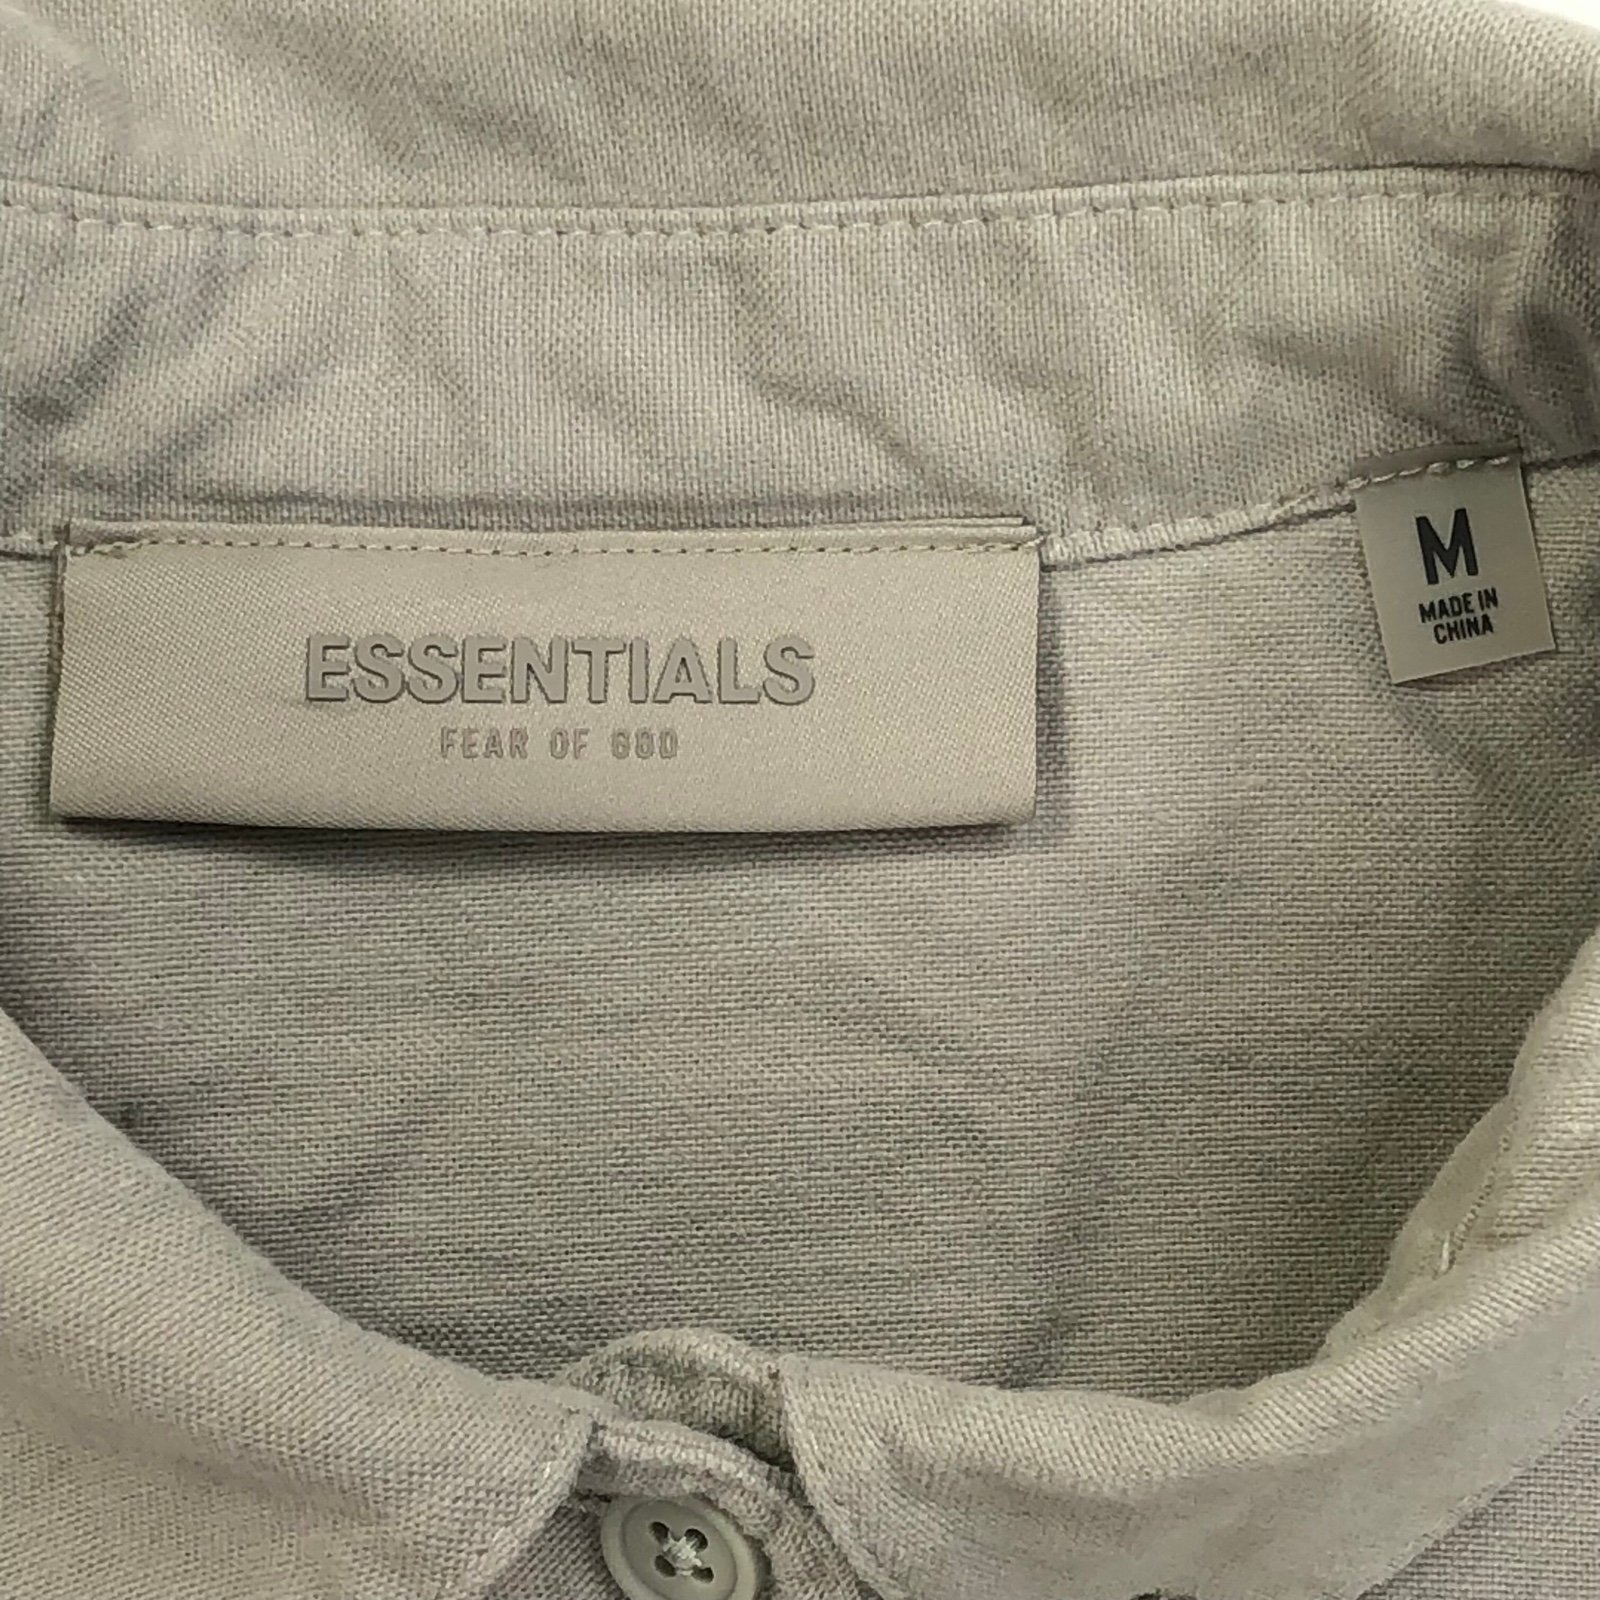 ESSENTIALS
FEAR OF GOD
M
MADE IN
CHINA